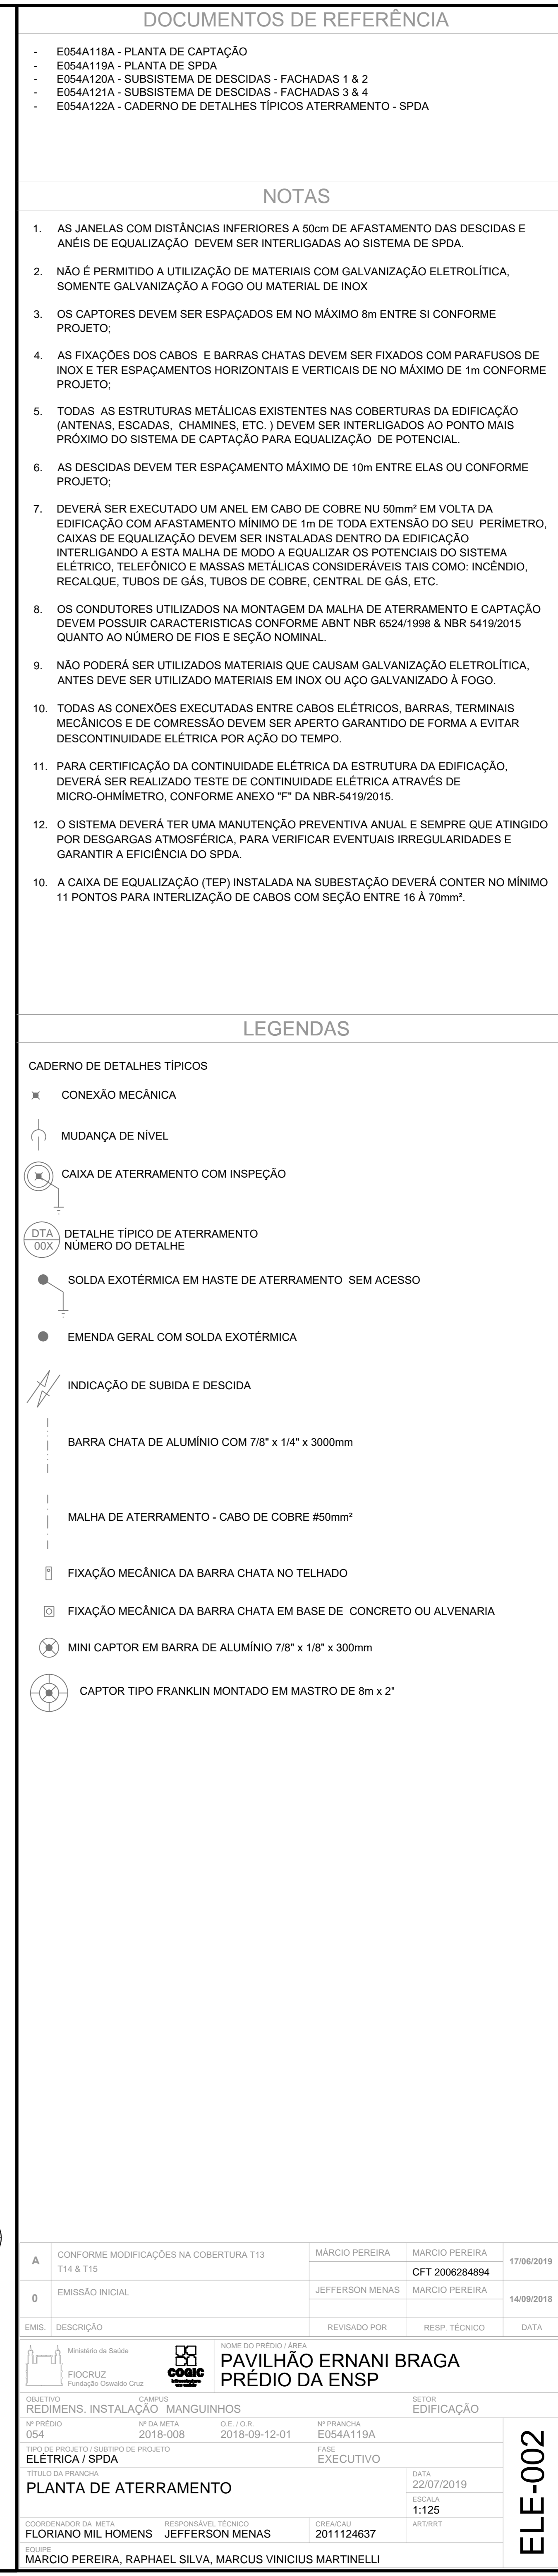 DOCUMENTOS DE REFERÊNCIA
- E054A118A - PLANTA DE CAPTAÇÃO
- E054A119A - PLANTA DE SPDA
- E054A120A - SUBSISTEMA DE DESCIDAS - FACHADAS 1 & 2
- E054A121A - SUBSISTEMA DE DESCIDAS - FACHADAS 3 & 4
- E054A122A - CADERNO DE DETALHES TÍPICOS ATERRAMENTO - SPDA
NOTAS
1. AS JANELAS COM DISTÂNCIAS INFERIORES A 50cm DE AFASTAMENTO DAS DESCIDAS E
ANÉIS DE EQUALIZAÇÃO DEVEM SER INTERLIGADAS AO SISTEMA DE SPDA.
2. NÃO É PERMITIDO A UTILIZAÇÃO DE MATERIAIS COM GALVANIZAÇÃO ELETROLÍTICA,
SOMENTE GALVANIZAÇÃO A FOGO OU MATERIAL DE INOX
3. OS CAPTORES DEVEM SER ESPAÇADOS EM NO MÁXIMO 8m ENTRE SI CONFORME
PROJETO;
4. AS FIXAÇÕES DOS CABOS E BARRAS CHATAS DEVEM SER FIXADOS COM PARAFUSOS DE
INOX E TER ESPAÇAMENTOS HORIZONTAIS E VERTICAIS DE NO MÁXIMO DE 1m CONFORME
PROJETO;
5. TODAS AS ESTRUTURAS METÁLICAS EXISTENTES NAS COBERTURAS DA EDIFICAÇÃO
(ANTENAS, ESCADAS, CHAMINES, ETC. ) DEVEM SER INTERLIGADOS AO PONTO MAIS
PRÓXIMO DO SISTEMA DE CAPTAÇÃO PARA EQUALIZAÇÃO DE POTENCIAL.
6. AS DESCIDAS DEVEM TER ESPAÇAMENTO MÁXIMO DE 10m ENTRE ELAS OU CONFORME
PROJETO;
7. DEVERÁ SER EXECUTADO UM ANEL EM CABO DE COBRE NU 50mm² EM VOLTA DA
EDIFICAÇÃO COM AFASTAMENTO MÍNIMO DE 1m DE TODA EXTENSÃO DO SEU PERÍMETRO,
CAIXAS DE EQUALIZAÇÃO DEVEM SER INSTALADAS DENTRO DA EDIFICAÇÃO
INTERLIGANDO A ESTA MALHA DE MODO A EQUALIZAR OS POTENCIAIS DO SISTEMA
ELÉTRICO, TELEFÔNICO E MASSAS METÁLICAS CONSIDERÁVEIS TAIS COMO: INCÊNDIO,
RECALQUE, TUBOS DE GÁS, TUBOS DE COBRE, CENTRAL DE GÁS, ETC.
8. OS CONDUTORES UTILIZADOS NA MONTAGEM DA MALHA DE ATERRAMENTO E CAPTAÇÃO
DEVEM POSSUIR CARACTERISTICAS CONFORME ABNT NBR 6524/1998 & NBR 5419/2015
QUANTO AO NÚMERO DE FIOS E SEÇÃO NOMINAL.
9. NÃO PODERÁ SER UTILIZADOS MATERIAIS QUE CAUSAM GALVANIZAÇÃO ELETROLÍTICA,
ANTES DEVE SER UTILIZADO MATERIAIS EM INOX OU AÇO GALVANIZADO À FOGO.
10. TODAS AS CONEXÕES EXECUTADAS ENTRE CABOS ELÉTRICOS, BARRAS, TERMINAIS
MECÂNICOS E DE COMRESSÃO DEVEM SER APERTO GARANTIDO DE FORMA A EVITAR
DESCONTINUIDADE ELÉTRICA POR AÇÃO DO TEMPO.
11. PARA CERTIFICAÇÃO DA CONTINUIDADE ELÉTRICA DA ESTRUTURA DA EDIFICAÇÃO,
DEVERÁ SER REALIZADO TESTE DE CONTINUIDADE ELÉTRICA ATRAVÉS DE
MICRO-OHMÍMETRO, CONFORME ANEXO "F" DA NBR-5419/2015.
12. O SISTEMA DEVERÁ TER UMA MANUTENÇÃO PREVENTIVA ANUAL E SEMPRE QUE ATINGIDO
POR DESGARGAS ATMOSFÉRICA, PARA VERIFICAR EVENTUAIS IRREGULARIDADES E
GARANTIR A EFICIÊNCIA DO SPDA.
10. A CAIXA DE EQUALIZAÇÃO (TEP) INSTALADA NA SUBESTAÇÃO DEVERÁ CONTER NO MÍNIMO
11 PONTOS PARA INTERLIZAÇÃO DE CABOS COM SEÇÃO ENTRE 16 À 70mm².
LEGENDAS
CADERNO DE DETALHES TÍPICOS
CONEXÃO MECÂNICA
MUDANÇA DE NÍVEL
CAIXA DE ATERRAMENTO COM INSPEÇÃO
DTA DETALHE TÍPICO DE ATERRAMENTO
00X NÚMERO DO DETALHE
SOLDA EXOTÉRMICA EM HASTE DE ATERRAMENTO SEM ACESSO
EMENDA GERAL COM SOLDA EXOTÉRMICA
INDICAÇÃO DE SUBIDA E DESCIDA
BARRA CHATA DE ALUMÍNIO COM 7/8" x 1/4" x 3000mm
MALHA DE ATERRAMENTO - CABO DE COBRE #50mm²
FIXAÇÃO MECÂNICA DA BARRA CHATA NO TELHADO
FIXAÇÃO MECÂNICA DA BARRA CHATA EM BASE DE CONCRETO OU ALVENARIA
MINI CAPTOR EM BARRA DE ALUMÍNIO 7/8" x 1/8" x 300mm
CAPTOR TIPO FRANKLIN MONTADO EM MASTRO DE 8m x 2"
A CONFORME MODIFICAÇÕES NA COBERTURA T13 MÁRCIO PEREIRA MARCIO PEREIRA 17/06/2019
T14 & T15 CFT 2006284894
0 EMISSÃO INICIAL JEFFERSON MENAS MARCIO PEREIRA 14/09/2018
EMIS. DESCRIÇÃO REVISADO POR RESP. TÉCNICO DATA
Ministério da Saúde
FIOCRUZ
Fundação Oswaldo Cruz
cogic
NOME DO PRÉDIO / ÁREA
PAVILHÃO ERNANI BRAGA
PRÉDIO DA ENSP
OBJETIVO CAMPUS SETOR
REDIMENS. INSTALAÇÃO MANGUINHOS EDIFICAÇÃO
Nº PRÉDIO Nº DA META O.E. / O.R. Nº PRANCHA
054 2018-008 2018-09-12-01 E054A119A
TIPO DE PROJETO / SUBTIPO DE PROJETO FASE
ELÉTRICA / SPDA EXECUTIVO
TÍTULO DA PRANCHA DATA
PLANTA DE ATERRAMENTO 22/07/2019
ESCALA
1:125
COORDENADOR DA META RESPONSÁVEL TÉCNICO CREA/CAU ART/RRT
FLORIANO MIL HOMENS JEFFERSON MENAS 2011124637
EQUIPE
MARCIO PEREIRA, RAPHAEL SILVA, MARCUS VINICIUS MARTINELLI
ELE-002